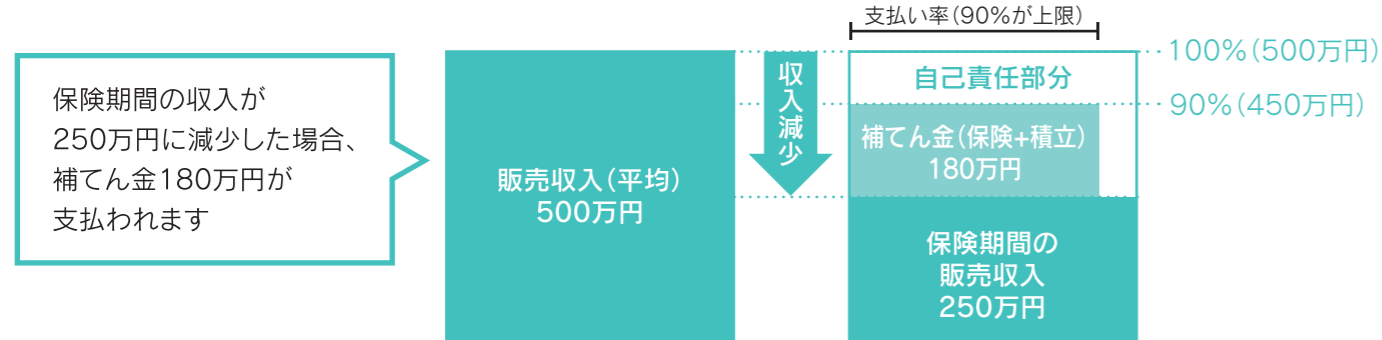 支払い率(90%が上限)
100%(500万円)
90%(450万円)
保険期間の収入が
250万円に減少した場合、
補てん金180万円が
支払われます
販売収入(平均)
500万円
収入減少
自己責任部分
補てん金(保険+積立)
180万円
保険期間の
販売収入
250万円